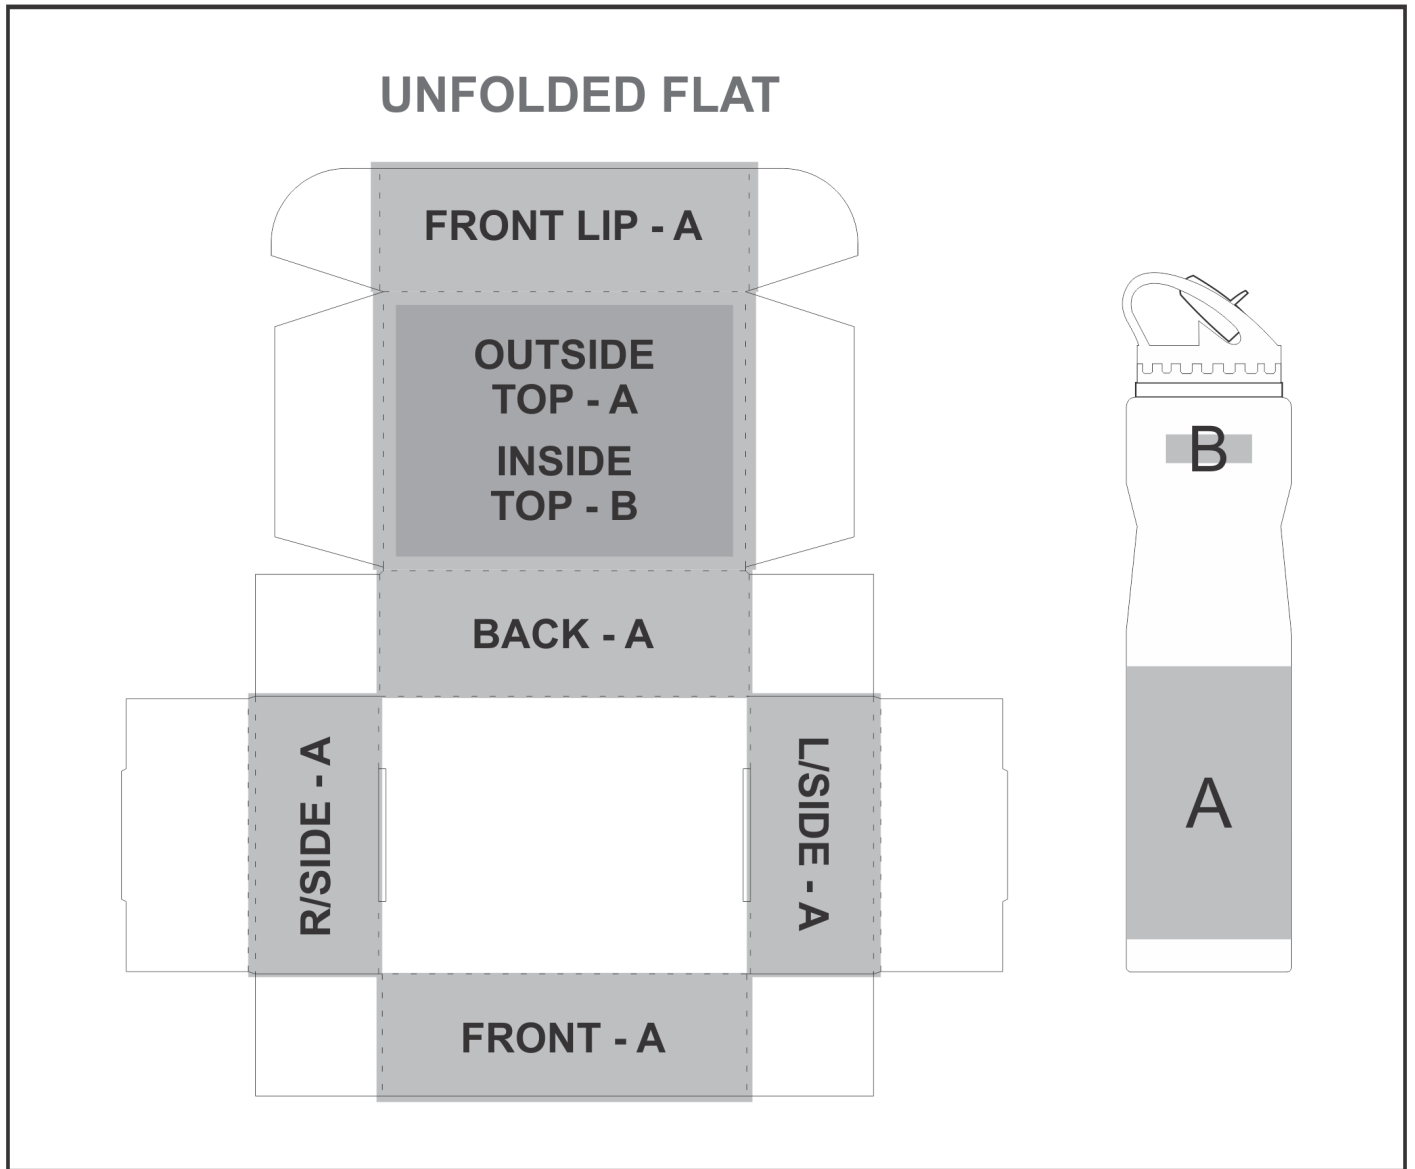 UNFOLDED FLAT
FRONT LIP - A
OUTSIDE
TOP - A
INSIDE
TOP - B
BACK - A
R/SIDE - A
L/SIDE - A
FRONT - A
B
A